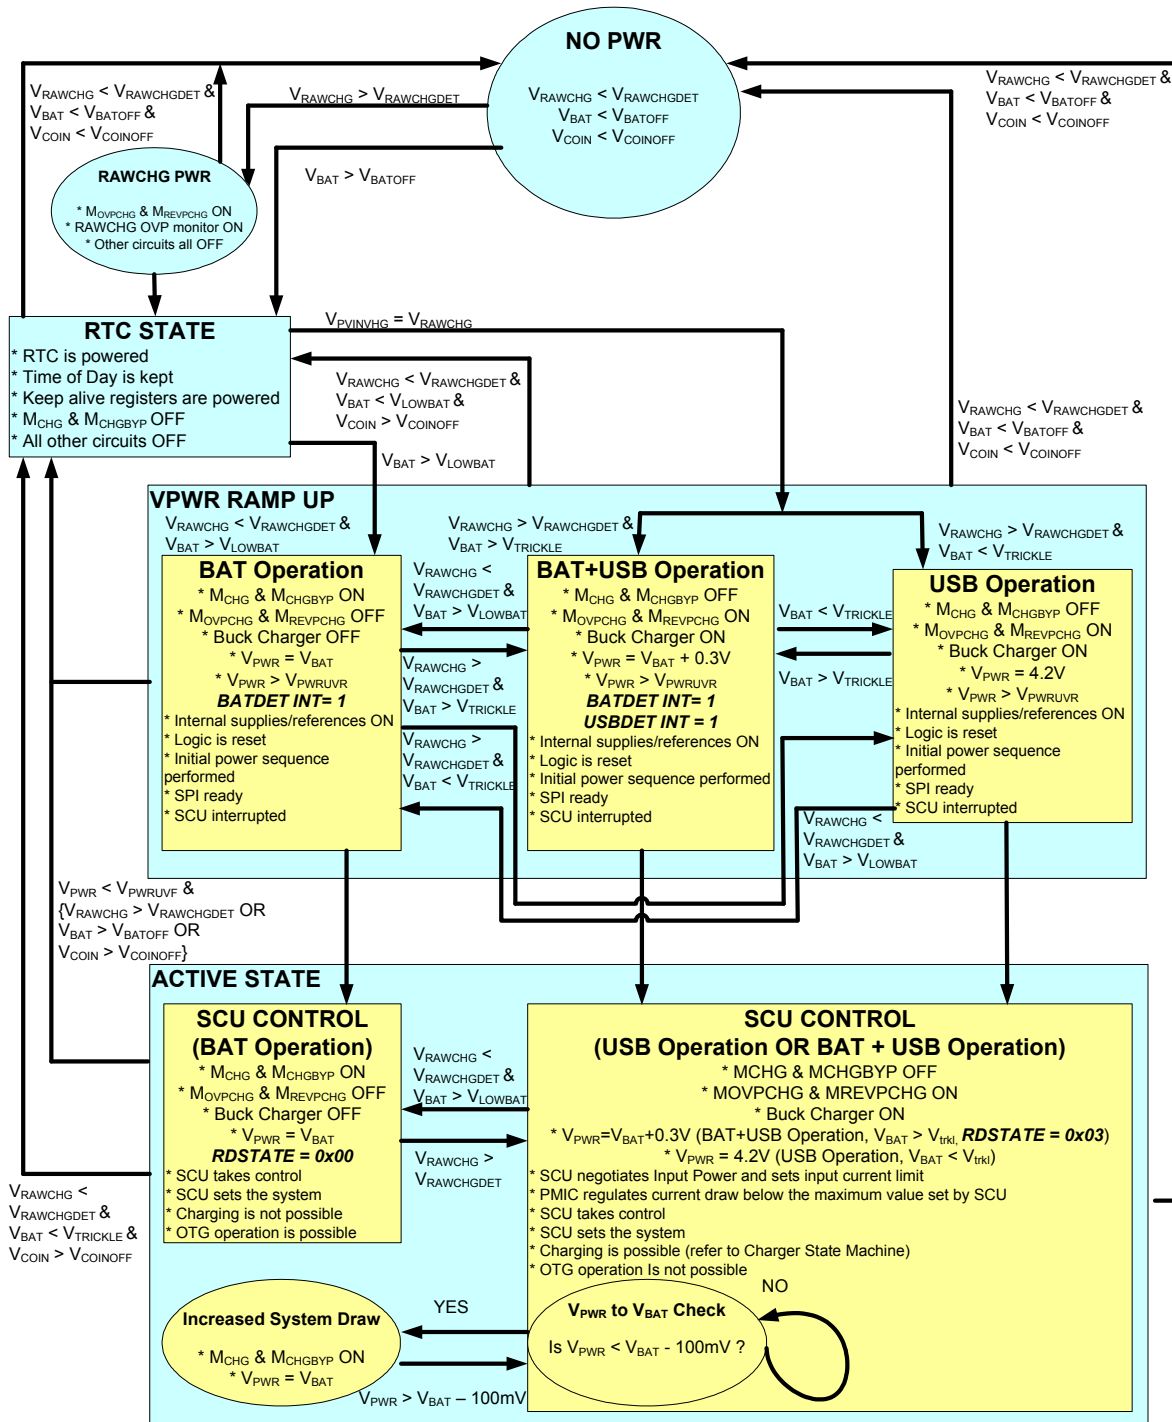 NO PWR
VRAWCHG < VRAWCHGDET
VBAT < VBATOFF
VCOIN < VCOINOFF
VRAWCHG < VRAWCHGDET &
VBAT < VBATOFF &
VCOIN < VCOINOFF
VRAWCHG > VRAWCHGDET
VRAWCHG < VRAWCHGDET &
VBAT < VBATOFF &
VCOIN < VCOINOFF
VBAT > VBATOFF
RAWCHG PWR
* MOVPCHG & MREVPCHG ON
* RAWCHG OVP monitor ON
* Other circuits all OFF
RTC STATE
* RTC is powered
* Time of Day is kept
* Keep alive registers are powered
* MCHG & MCHGBYP OFF
* All other circuits OFF
VPVINVHG = VRAWCHG
VRAWCHG < VRAWCHGDET &
VBAT < VLOWBAT &
VCOIN > VCOINOFF
VBAT > VLOWBAT
VRAWCHG < VRAWCHGDET &
VBAT < VBATOFF &
VCOIN < VCOINOFF
VPWR RAMP UP
VRAWCHG < VRAWCHGDET &
VBAT > VLOWBAT
VRAWCHG > VRAWCHGDET &
VBAT > VTRICKLE
VRAWCHG > VRAWCHGDET &
VBAT < VTRICKLE
BAT Operation
* MCHG & MCHGBYP ON
* MOVPCHG & MREVPCHG OFF
* Buck Charger OFF
* VPWR = VBAT
* VPWR > VPWRUVR
BATDET INT= 1
* Internal supplies/references ON
* Logic is reset
* Initial power sequence
performed
* SPI ready
* SCU interrupted
VRAWCHG <
VRAWCHGDET &
VBAT > VLOWBAT
VRAWCHG >
VRAWCHGDET &
VBAT > VTRICKLE
VRAWCHG >
VRAWCHGDET &
VBAT < VTRICKLE
BAT+USB Operation
* MCHG & MCHGBYP OFF
* MOVPCHG & MREVPCHG ON
* Buck Charger ON
* VPWR = VBAT + 0.3V
* VPWR > VPWRUVR
BATDET INT= 1
USBDET INT = 1
* Internal supplies/references ON
* Logic is reset
* Initial power sequence performed
* SPI ready
* SCU interrupted
VBAT < VTRICKLE
VBAT > VTRICKLE
USB Operation
* MCHG & MCHGBYP OFF
* MOVPCHG & MREVPCHG ON
* Buck Charger ON
* VPWR = 4.2V
* VPWR > VPWRUVR
* Internal supplies/references ON
* Logic is reset
* Initial power sequence
performed
* SPI ready
* SCU interrupted
VRAWCHG <
VRAWCHGDET &
VBAT > VLOWBAT
VPWR < VPWRUVF &
{VRAWCHG > VRAWCHGDET OR
VBAT > VBATOFF OR
VCOIN > VCOINOFF}
ACTIVE STATE
SCU CONTROL
(BAT Operation)
* MCHG & MCHGBYP ON
* MOVPCHG & MREVPCHG OFF
* Buck Charger OFF
* VPWR = VBAT
RDSTATE = 0x00
* SCU takes control
* SCU sets the system
* Charging is not possible
* OTG operation is possible
VRAWCHG <
VRAWCHGDET &
VBAT > VLOWBAT
VRAWCHG >
VRAWCHGDET
SCU CONTROL
(USB Operation OR BAT + USB Operation)
* MCHG & MCHGBYP OFF
* MOVPCHG & MREVPCHG ON
* Buck Charger ON
* VPWR=VBAT+0.3V (BAT+USB Operation, VBAT > Vtrkl, RDSTATE = 0x03)
* VPWR = 4.2V (USB Operation, VBAT < Vtrkl)
* SCU negotiates Input Power and sets input current limit
* PMIC regulates current draw below the maximum value set by SCU
* SCU takes control
* SCU sets the system
* Charging is possible (refer to Charger State Machine)
* OTG operation Is not possible
VRAWCHG <
VRAWCHGDET &
VBAT < VTRICKLE &
VCOIN > VCOINOFF
Increased System Draw
* MCHG & MCHGBYP ON
* VPWR = VBAT
YES
VPWR > VBAT – 100mV
VPWR to VBAT Check
Is VPWR < VBAT - 100mV ?
NO